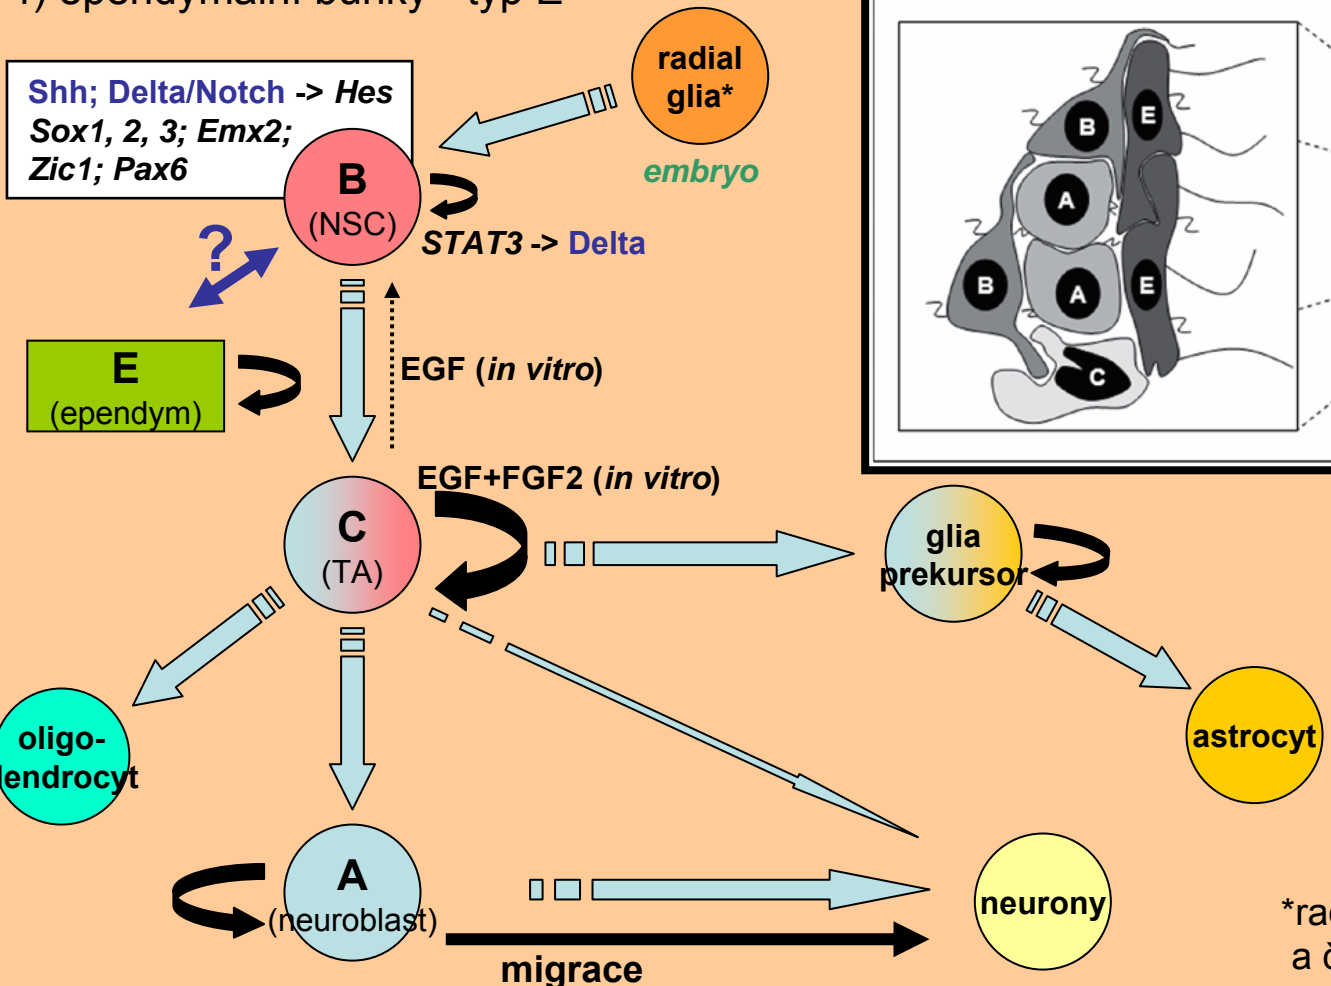 radial
glia*
embryo
Shh; Delta/Notch -> Hes
Sox1, 2, 3; Emx2;
Zic1; Pax6
B
(NSC)
STAT3 -> Delta
?
E
(ependym)
EGF (in vitro)
EGF+FGF2 (in vitro)
C
(TA)
glia
prekursor
oligo-
astrocyt
A
(neuroblast)
neurony
migrace
B
E
A
B
A
E
C